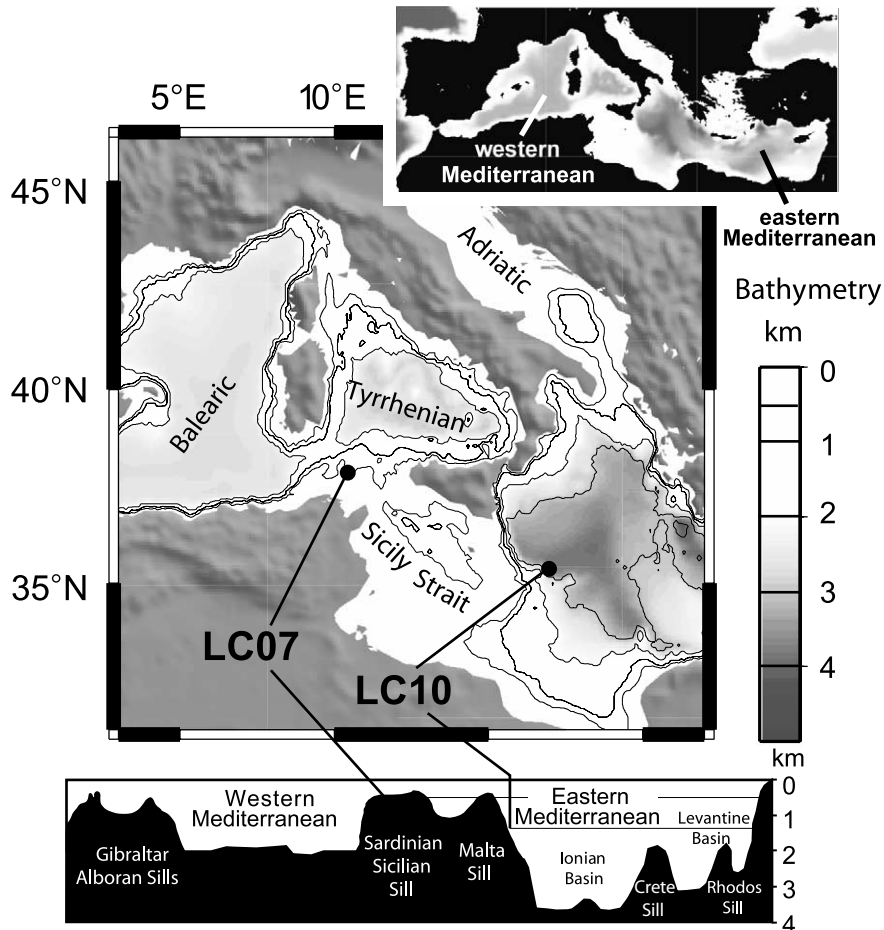 5°E
10°E
45°N
40°N
35°N
western
Mediterranean
eastern
Mediterranean
Adriatic
Balearic
Tyrrhenian
Sicily Strait
LC07
LC10
Bathymetry
km
0
1
2
3
4
km
0
1
2
3
4
Western
Mediterranean
Eastern
Mediterranean
Levantine
Basin
Gibraltar
Alboran Sills
Sardinian
Sicilian
Sill
Malta
Sill
Ionian
Basin
Crete
Sill
Rhodos
Sill